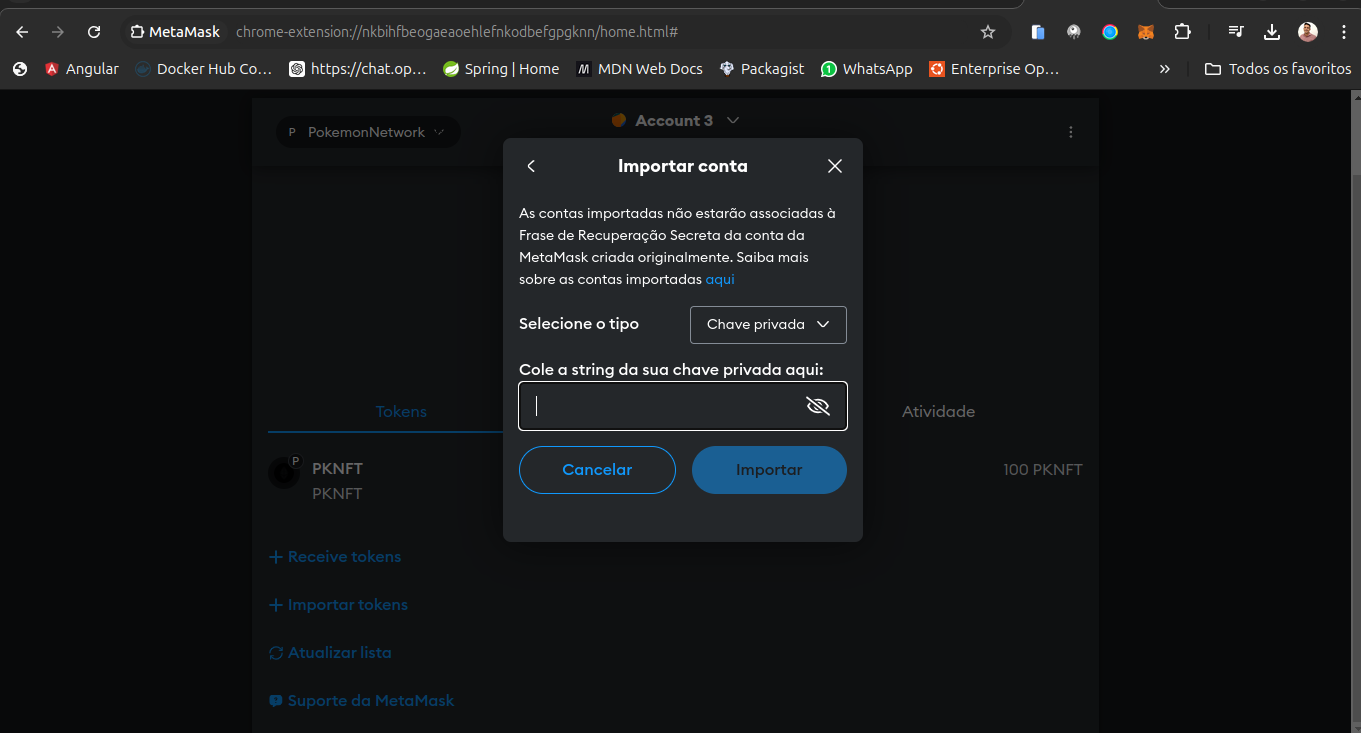 MetaMask chrome-extension://nkbihfbeogaeaoehlefnkodbefgpgknn/home.html#
Angular Docker Hub Co… https://chat.op… Spring | Home MDN Web Docs Packagist WhatsApp Enterprise Op… » Todos os favoritos
P PokemonNetwork
Account 3
Importar conta
As contas importadas não estarão associadas à
Frase de Recuperação Secreta da conta da
MetaMask criada originalmente. Saiba mais
sobre as contas importadas aqui
Selecione o tipo Chave privada
Cole a string da sua chave privada aqui:
Cancelar Importar
Tokens Atividade
P
PKNFT 100 PKNFT
PKNFT
+ Receive tokens
+ Importar tokens
Atualizar lista
Suporte da MetaMask